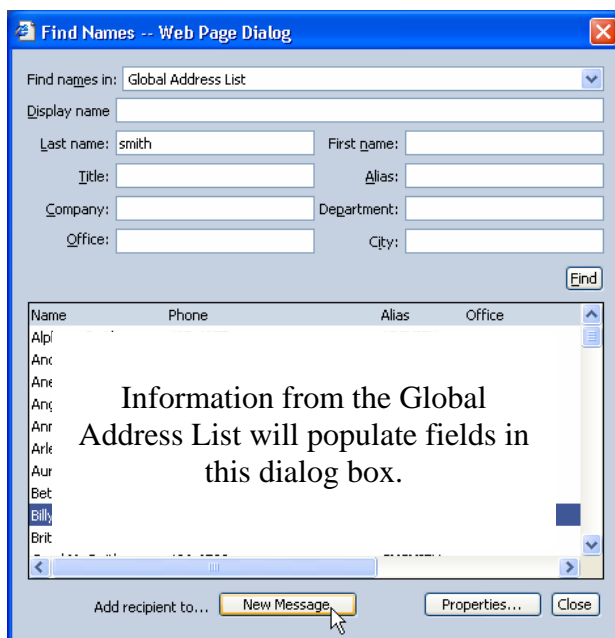 Find Names -- Web Page Dialog
Find names in: Global Address List
Display name
Last name: smith First name:
Title: Alias:
Company: Department:
Office: City:
Find
Name Phone Alias Office
Information from the Global
Address List will populate fields in
this dialog box.
Billy
Add recipient to... New Message Properties... Close